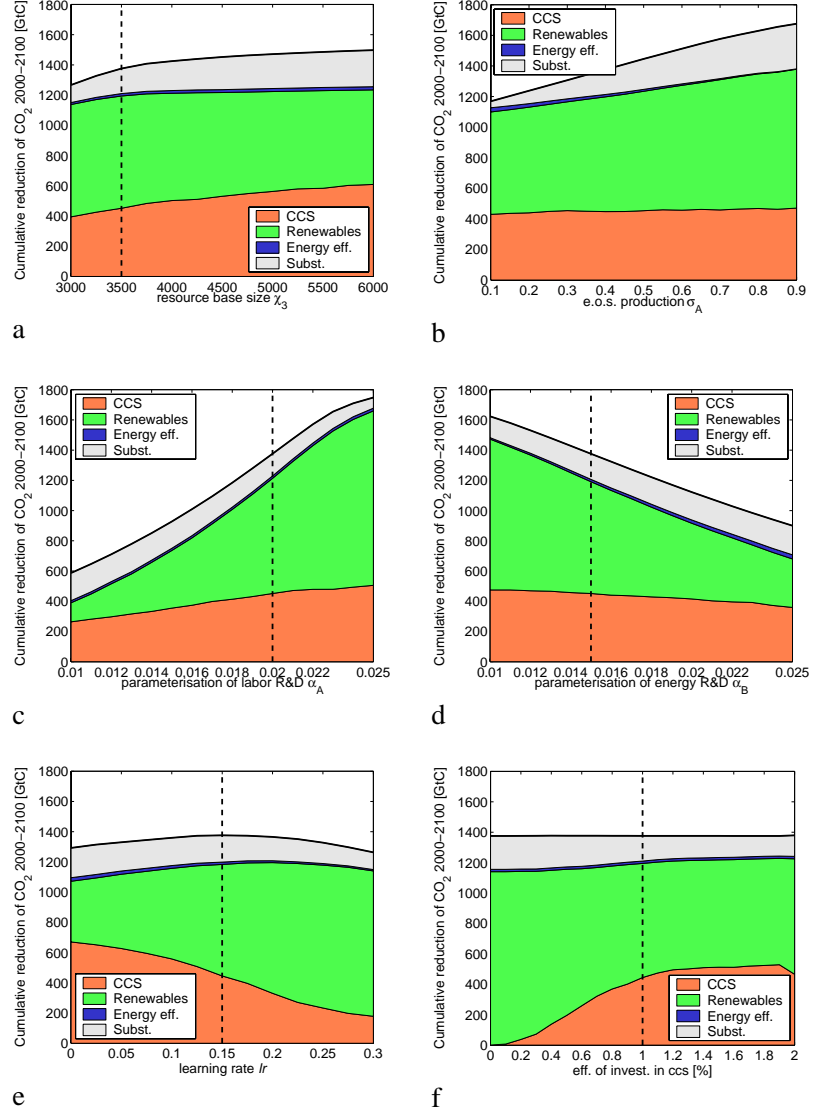 Cumulative reduction of CO2 2000−2100 [GtC]
1800
1600
1400
1200
1000
800
600
400
200
0
CCS
Renewables
Energy eff.
Subst.
3000 3500 4000 4500 5000 5500 6000
resource base size χ3
a
Cumulative reduction of CO2 2000−2100 [GtC]
1800
1600
1400
1200
1000
800
600
400
200
0
CCS
Renewables
Energy eff.
Subst.
0.1 0.2 0.3 0.4 0.5 0.6 0.7 0.8 0.9
e.o.s. production σA
b
Cumulative reduction of CO2 2000−2100 [GtC]
1800
1600
1400
1200
1000
800
600
400
200
0
CCS
Renewables
Energy eff.
Subst.
0.01 0.012 0.014 0.016 0.018 0.02 0.022 0.025
parameterisation of labor R&D αA
c
Cumulative reduction of CO2 2000−2100 [GtC]
1800
1600
1400
1200
1000
800
600
400
200
0
CCS
Renewables
Energy eff.
Subst.
0.01 0.012 0.014 0.016 0.018 0.02 0.022 0.025
parameterisation of energy R&D αB
d
Cumulative reduction of CO2 2000−2100 [GtC]
1800
1600
1400
1200
1000
800
600
400
200
0
CCS
Renewables
Energy eff.
Subst.
0 0.05 0.1 0.15 0.2 0.25 0.3
learning rate lr
e
Cumulative reduction of CO2 2000−2100 [GtC]
1800
1600
1400
1200
1000
800
600
400
200
0
CCS
Renewables
Energy eff.
Subst.
0 0.2 0.4 0.6 0.8 1 1.2 1.4 1.6 1.8 2
eff. of invest. in ccs [%]
f